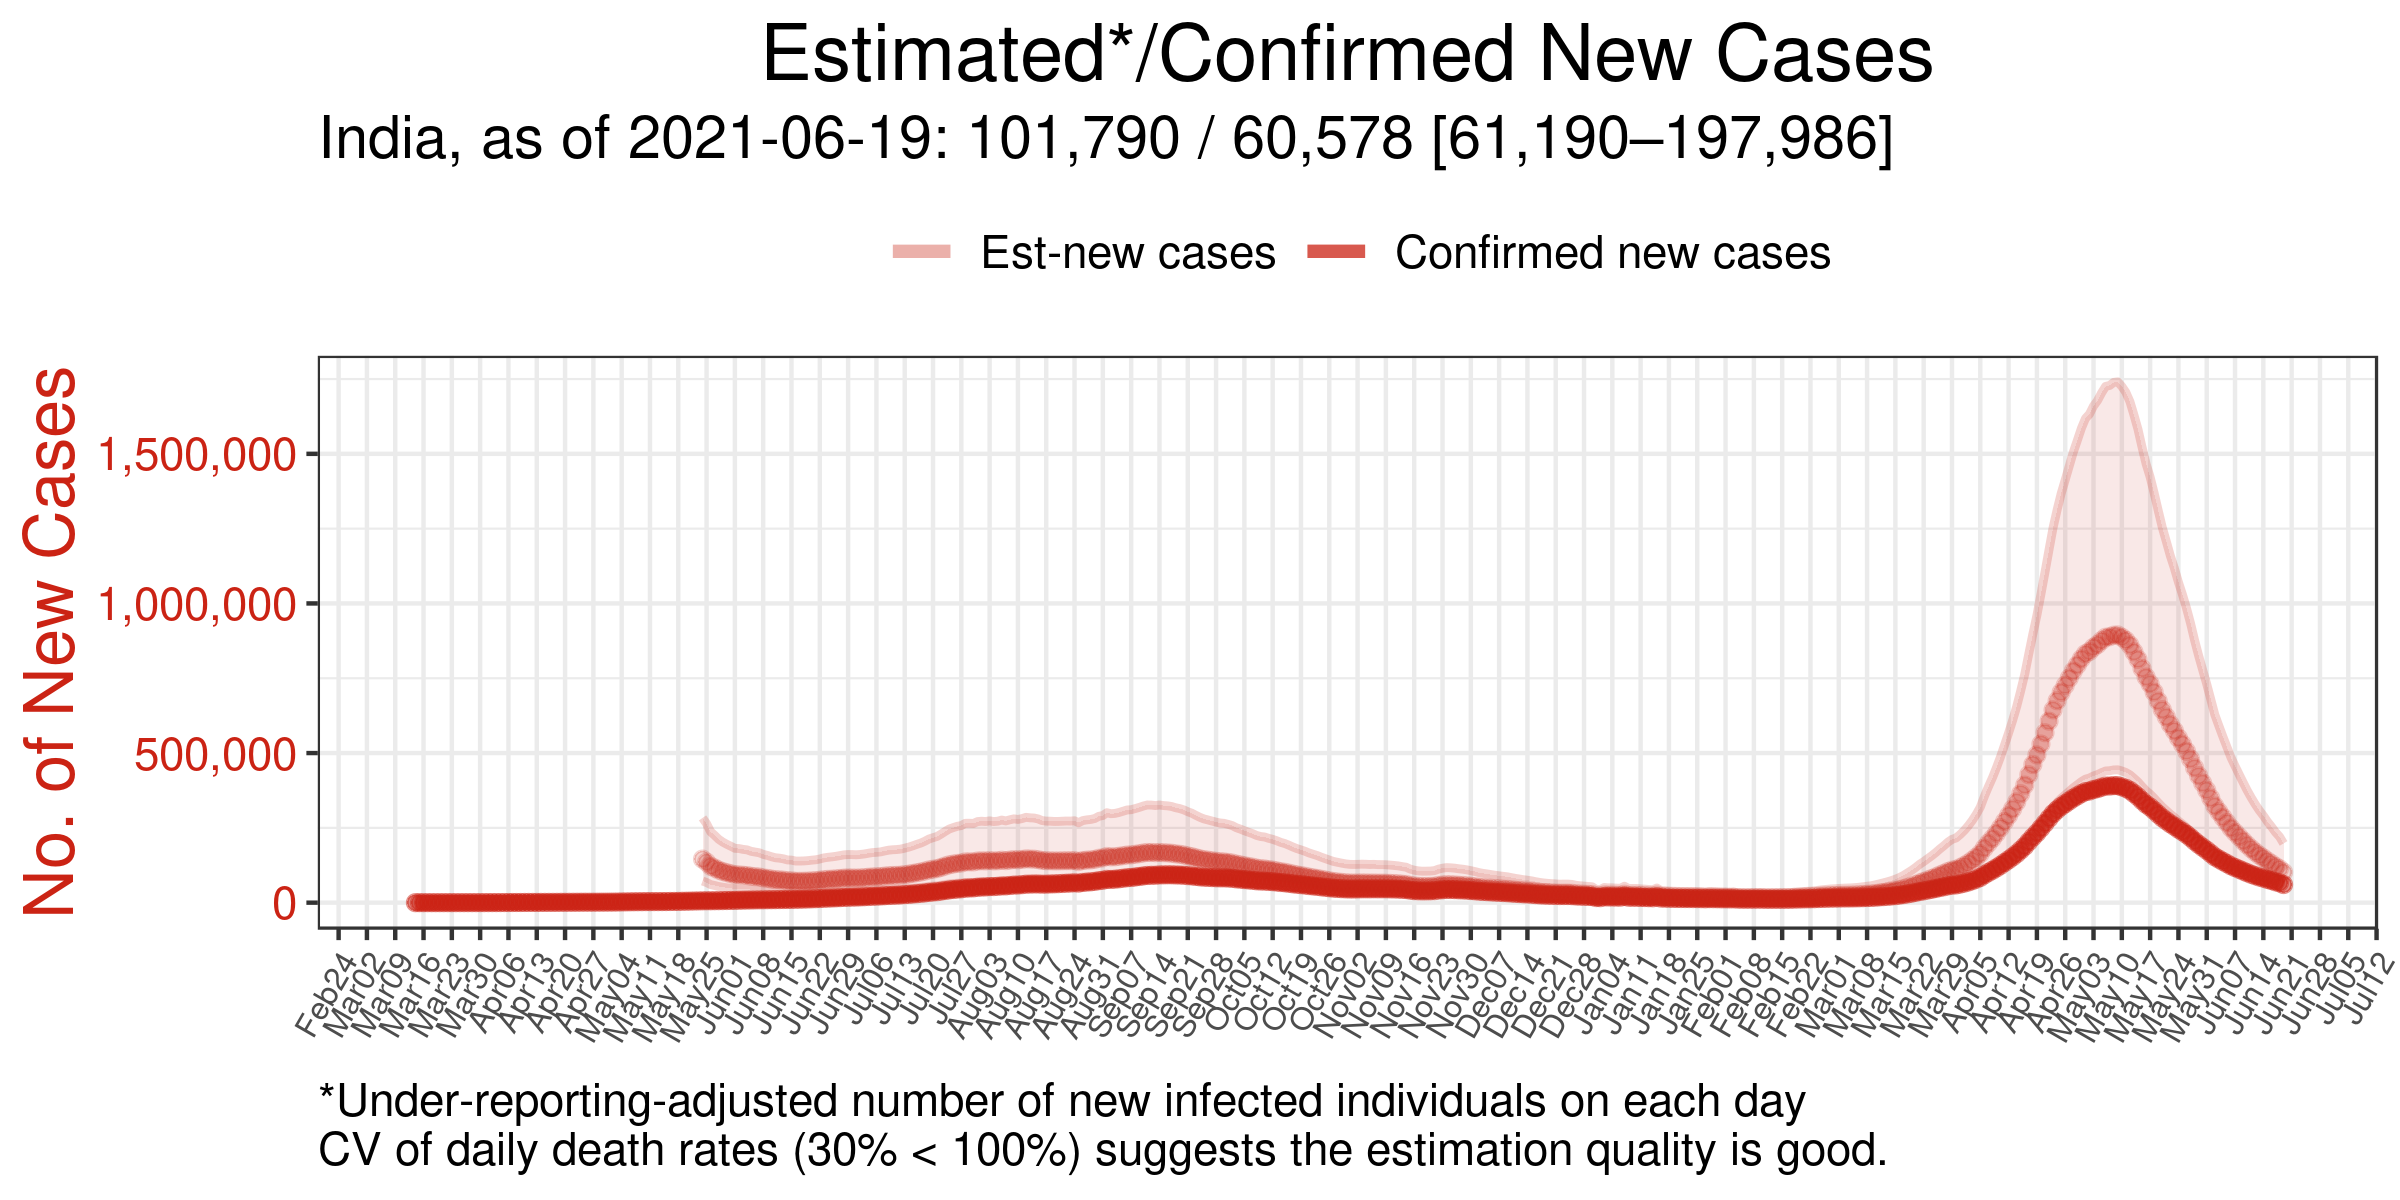 Estimated*/Confirmed New Cases
India, as of 2021-06-19: 101,790 / 60,578 [61,190–197,986]
Est-new cases Confirmed new cases
No. of New Cases
1,500,000
1,000,000
500,000
0
Feb24 Mar02 Mar09 Mar16 Mar23 Mar30 Apr06 Apr13 Apr20 Apr27 May04 May11 May18 May25 Jun01 Jun08 Jun15 Jun22 Jun29 Jul06 Jul13 Jul20 Jul27 Aug03 Aug10 Aug17 Aug24 Aug31 Sep07 Sep14 Sep21 Sep28 Oct05 Oct12 Oct19 Oct26 Nov02 Nov09 Nov16 Nov23 Nov30 Dec07 Dec14 Dec21 Dec28 Jan04 Jan11 Jan18 Jan25 Feb01 Feb08 Feb15 Feb22 Mar01 Mar08 Mar15 Mar22 Mar29 Apr05 Apr12 Apr19 Apr26 May03 May10 May17 May24 May31 Jun07 Jun14 Jun21 Jun28 Jul05 Jul12
*Under-reporting-adjusted number of new infected individuals on each day
CV of daily death rates (30% < 100%) suggests the estimation quality is good.